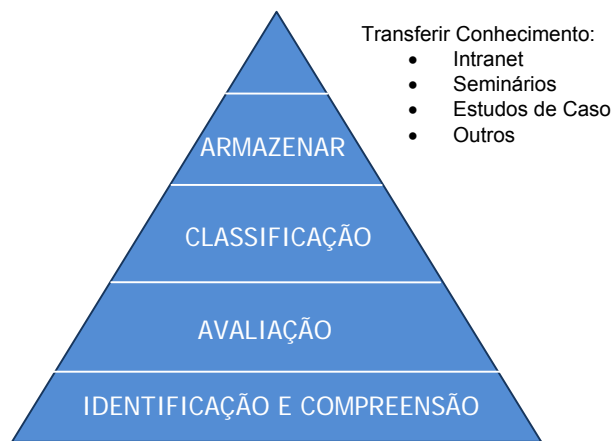 Transferir Conhecimento:
• Intranet
• Seminários
• Estudos de Caso
• Outros
ARMAZENAR
CLASSIFICAÇÃO
AVALIAÇÃO
IDENTIFICAÇÃO E COMPREENSÃO